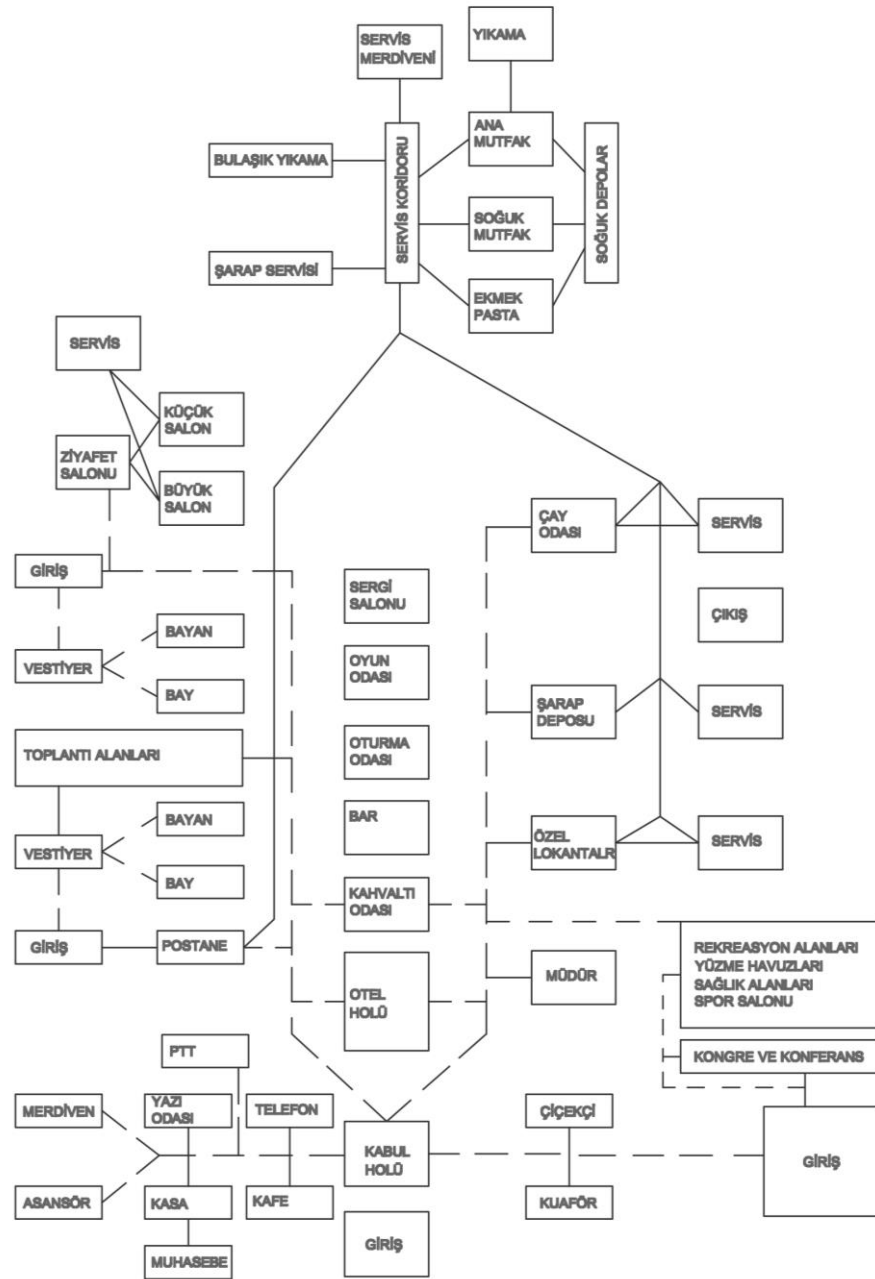 SERVİS
MERDİVENİ
YIKAMA
ANA
MUTFAK
BULAŞIK YIKAMA
SERVİS KORİDORU
SOĞUK DEPOLAR
SOĞUK
MUTFAK
ŞARAP SERVİSİ
EKMEK
PASTA
SERVİS
KÜÇÜK
SALON
ZİYAFET
SALONU
BÜYÜK
SALON
ÇAY
ODASI
SERVİS
GİRİŞ
SERGİ
SALONU
ÇIKIŞ
BAYAN
VESTİYER
OYUN
ODASI
BAY
ŞARAP
DEPOSU
SERVİS
TOPLANTI ALANLARI
OTURMA
ODASI
BAYAN
BAR
VESTİYER
ÖZEL
LOKANTALR
SERVİS
BAY
KAHVALTI
ODASI
GİRİŞ
POSTANE
REKREASYON ALANLARI
YÜZME HAVUZLARI
SAĞLIK ALANLARI
SPOR SALONU
MÜDÜR
OTEL
HOLÜ
PTT
KONGRE VE KONFERANS
MERDİVEN
YAZI
ODASI
TELEFON
ÇİÇEKÇİ
KABUL
HOLÜ
GİRİŞ
ASANSÖR
KASA
KAFE
KUAFÖR
GİRİŞ
MUHASEBE